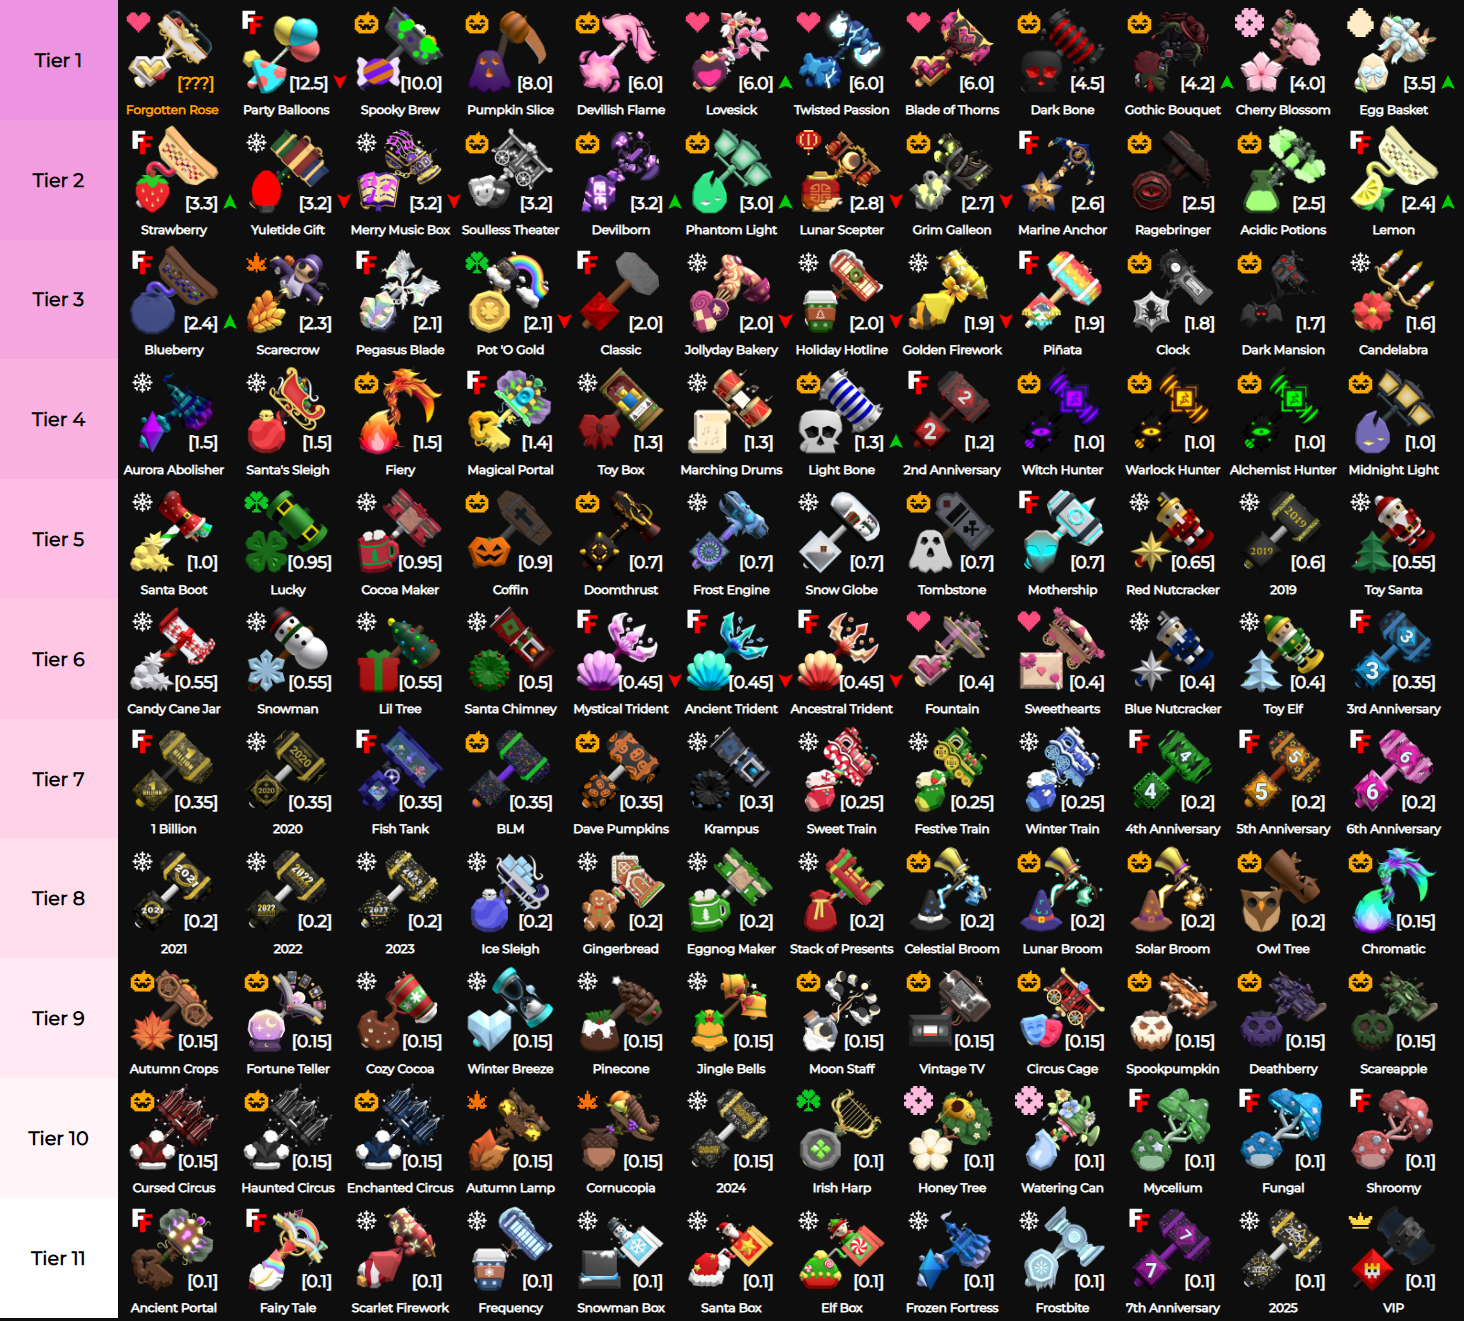 Tier 1
[???] [12.5] [10.0] [8.0] [6.0] [6.0] [6.0] [6.0] [4.5] [4.2] [4.0] [3.5]
Forgotten Rose Party Balloons Spooky Brew Pumpkin Slice Devilish Flame Lovesick Twisted Passion Blade of Thorns Dark Bone Gothic Bouquet Cherry Blossom Egg Basket
Tier 2
[3.3] [3.2] [3.2] [3.2] [3.2] [3.0] [2.8] [2.7] [2.6] [2.5] [2.5] [2.4]
Strawberry Yuletide Gift Merry Music Box Soulless Theater Devilborn Phantom Light Lunar Scepter Grim Galleon Marine Anchor Ragebringer Acidic Potions Lemon
Tier 3
[2.4] [2.3] [2.1] [2.1] [2.0] [2.0] [2.0] [1.9] [1.9] [1.8] [1.7] [1.6]
Blueberry Scarecrow Pegasus Blade Pot 'O Gold Classic Jollyday Bakery Holiday Hotline Golden Firework Piñata Clock Dark Mansion Candelabra
Tier 4
[1.5] [1.5] [1.5] [1.4] [1.3] [1.3] [1.3] [1.2] [1.0] [1.0] [1.0] [1.0]
Aurora Abolisher Santa's Sleigh Fiery Magical Portal Toy Box Marching Drums Light Bone 2nd Anniversary Witch Hunter Warlock Hunter Alchemist Hunter Midnight Light
Tier 5
[1.0] [0.95] [0.95] [0.9] [0.7] [0.7] [0.7] [0.7] [0.7] [0.65] [0.6] [0.55]
Santa Boot Lucky Cocoa Maker Coffin Doomthrust Frost Engine Snow Globe Tombstone Mothership Red Nutcracker 2019 Toy Santa
Tier 6
[0.55] [0.55] [0.55] [0.5] [0.45] [0.45] [0.45] [0.4] [0.4] [0.4] [0.4] [0.35]
Candy Cane Jar Snowman Lil Tree Santa Chimney Mystical Trident Ancient Trident Ancestral Trident Fountain Sweethearts Blue Nutcracker Toy Elf 3rd Anniversary
Tier 7
[0.35] [0.35] [0.35] [0.35] [0.35] [0.3] [0.25] [0.25] [0.25] [0.2] [0.2] [0.2]
1 Billion 2020 Fish Tank BLM Dave Pumpkins Krampus Sweet Train Festive Train Winter Train 4th Anniversary 5th Anniversary 6th Anniversary
Tier 8
[0.2] [0.2] [0.2] [0.2] [0.2] [0.2] [0.2] [0.2] [0.2] [0.2] [0.2] [0.15]
2021 2022 2023 Ice Sleigh Gingerbread Eggnog Maker Stack of Presents Celestial Broom Lunar Broom Solar Broom Owl Tree Chromatic
Tier 9
[0.15] [0.15] [0.15] [0.15] [0.15] [0.15] [0.15] [0.15] [0.15] [0.15] [0.15] [0.15]
Autumn Crops Fortune Teller Cozy Cocoa Winter Breeze Pinecone Jingle Bells Moon Staff Vintage TV Circus Cage Spookpumpkin Deathberry Scareapple
Tier 10
[0.15] [0.15] [0.15] [0.15] [0.15] [0.15] [0.1] [0.1] [0.1] [0.1] [0.1] [0.1]
Cursed Circus Haunted Circus Enchanted Circus Autumn Lamp Cornucopia 2024 Irish Harp Honey Tree Watering Can Mycelium Fungal Shroomy
Tier 11
[0.1] [0.1] [0.1] [0.1] [0.1] [0.1] [0.1] [0.1] [0.1] [0.1] [0.1] [0.1]
Ancient Portal Fairy Tale Scarlet Firework Frequency Snowman Box Santa Box Elf Box Frozen Fortress Frostbite 7th Anniversary 2025 VIP